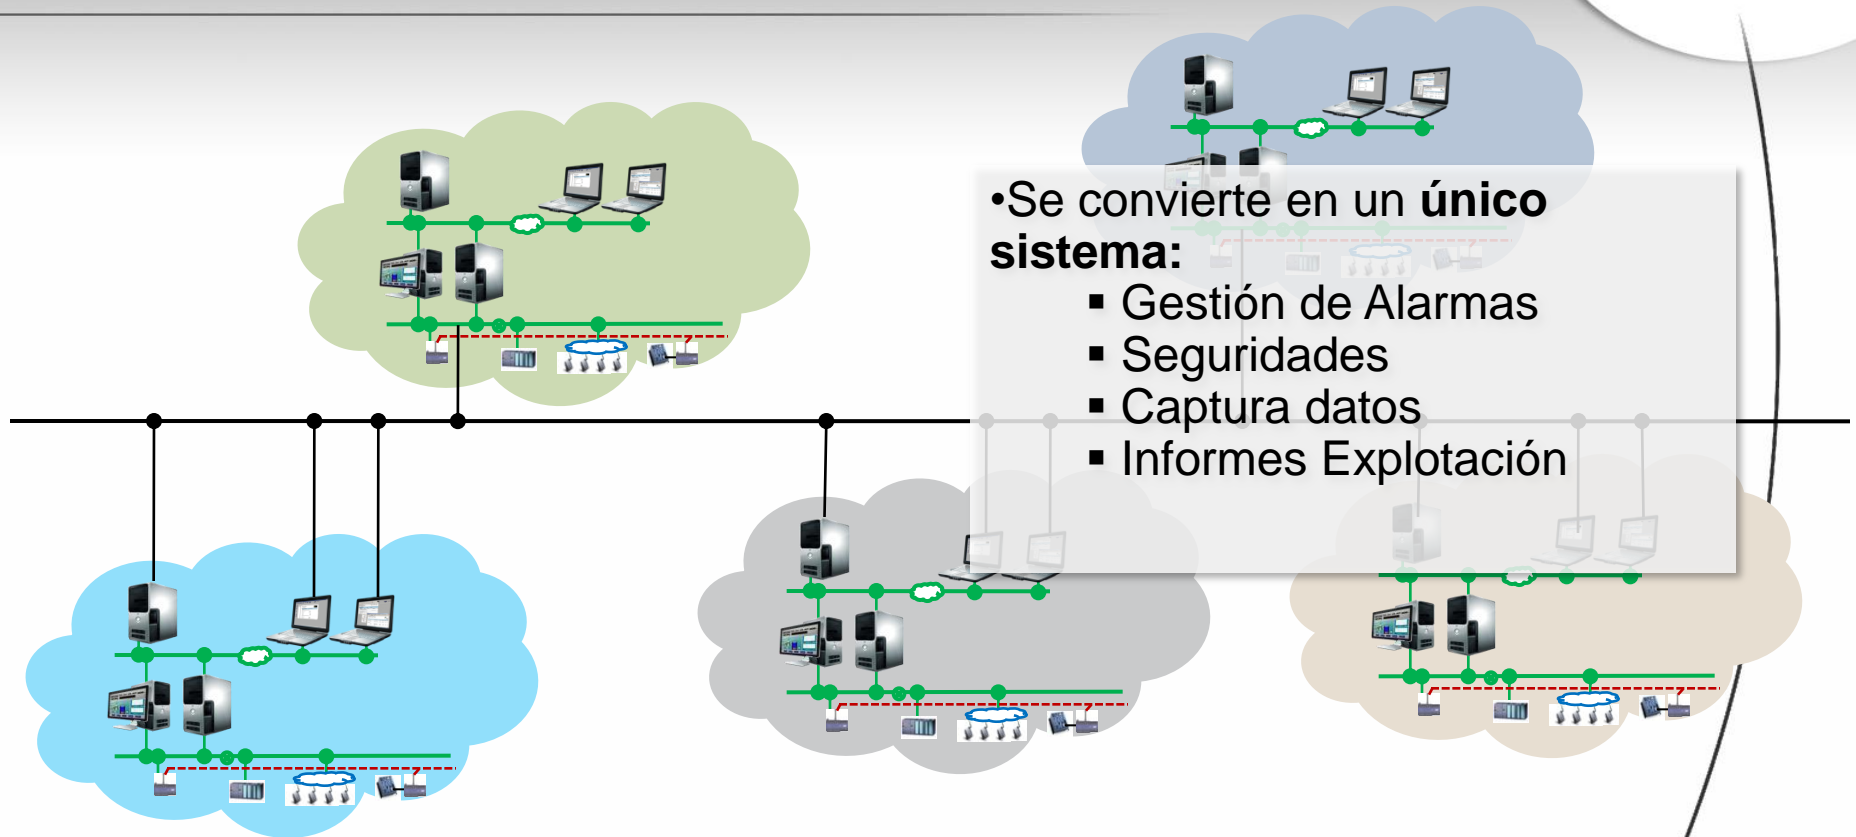 •Se convierte en un único
sistema:
▪ Gestión de Alarmas
▪ Seguridades
▪ Captura datos
▪ Informes Explotación